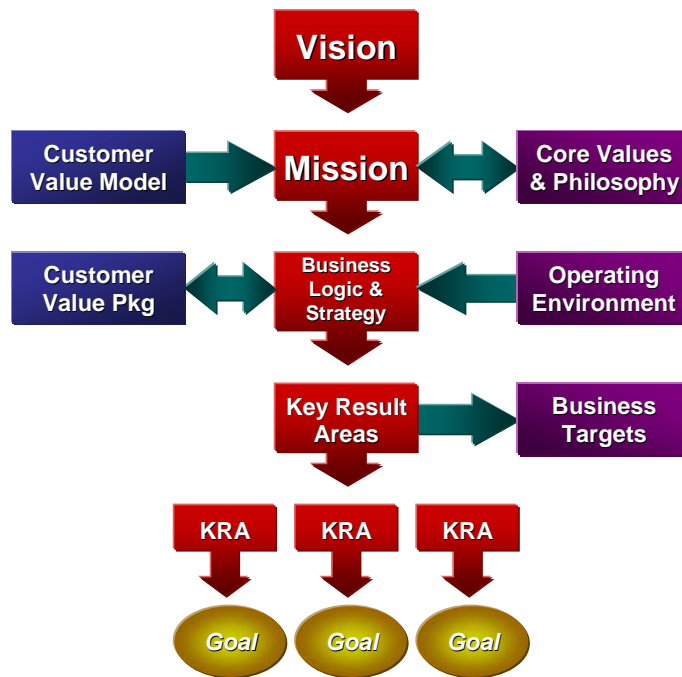 Vision
Customer
Value Model
Mission
Core Values
& Philosophy
Customer
Value Pkg
Business
Logic &
Strategy
Operating
Environment
Key Result
Areas
Business
Targets
KRA
KRA
KRA
Goal
Goal
Goal